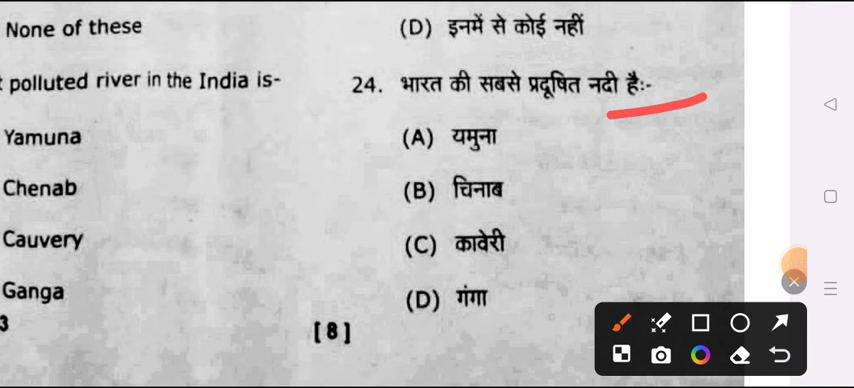 None of these
polluted river in the India is-
Yamuna
Chenab
Cauvery
Ganga
3
(D) इनमें से कोई नहीं
24. भारत की सबसे प्रदूषित नदी हैः-
(A) यमुना
(B) चिनाब
(C) कावेरी
(D) गंगा
[8]